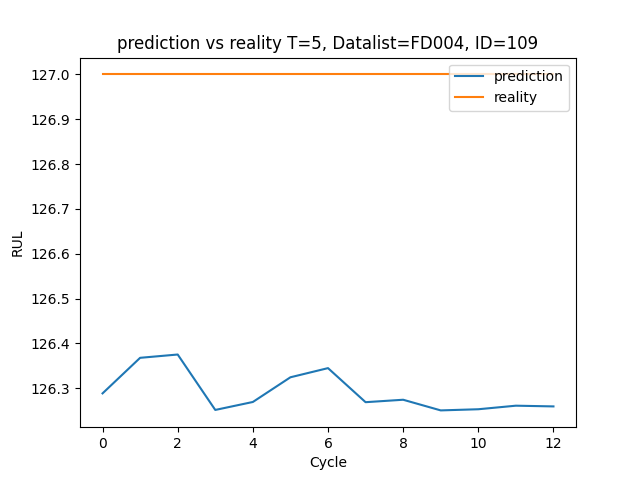 prediction vs reality T=5, Datalist=FD004, ID=109
127.0
126.9
126.8
126.7
126.6
126.5
126.4
126.3
RUL
prediction
reality
0 2 4 6 8 10 12
Cycle